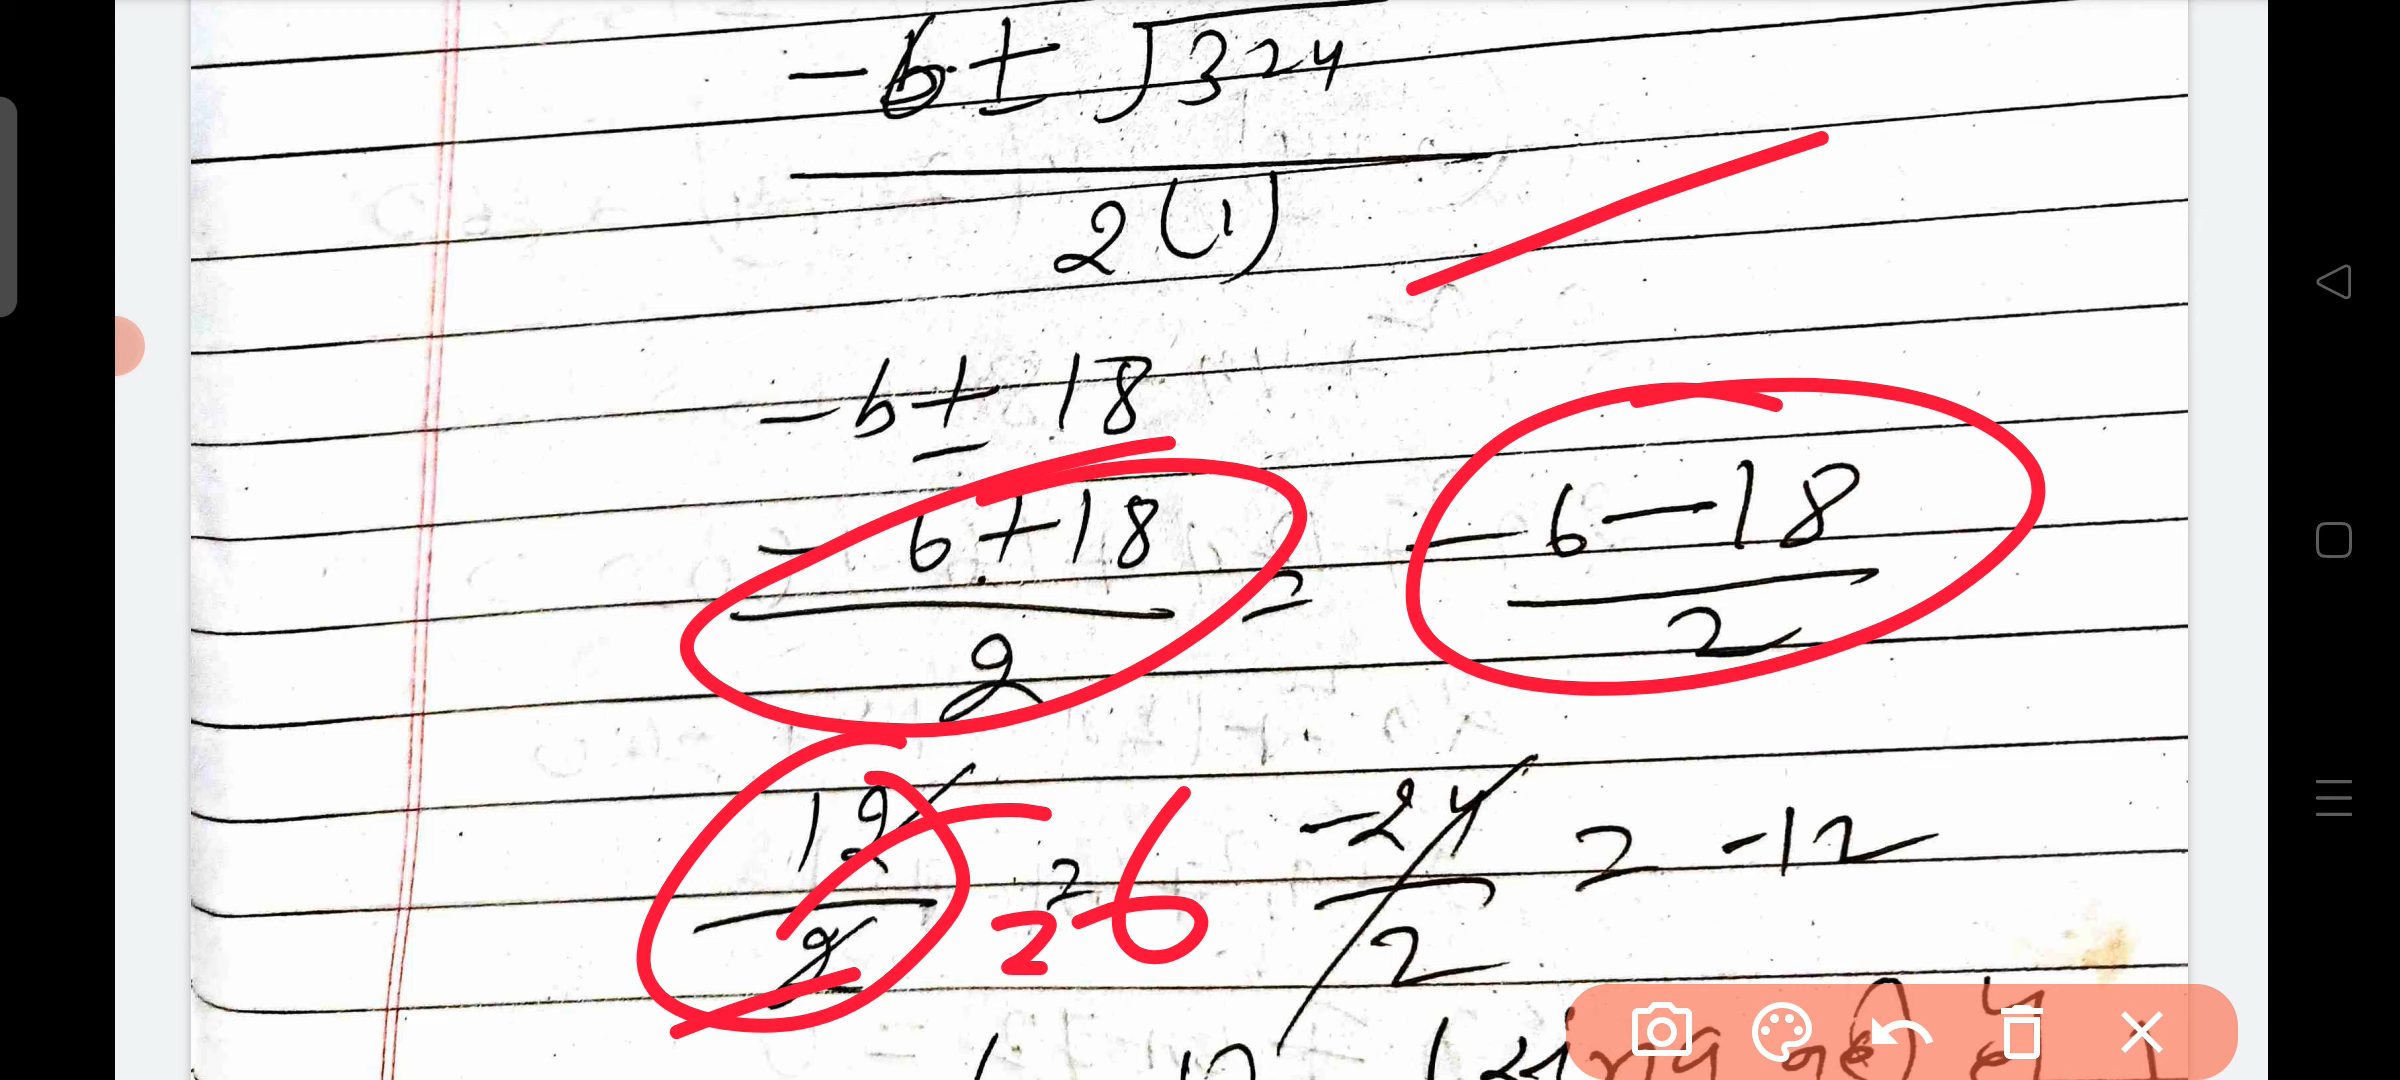 -6 ± √324
2(1)
-6 ± 18
-6+18 = -6-18
2 2
12 = -24 = -12
2 2
= -6